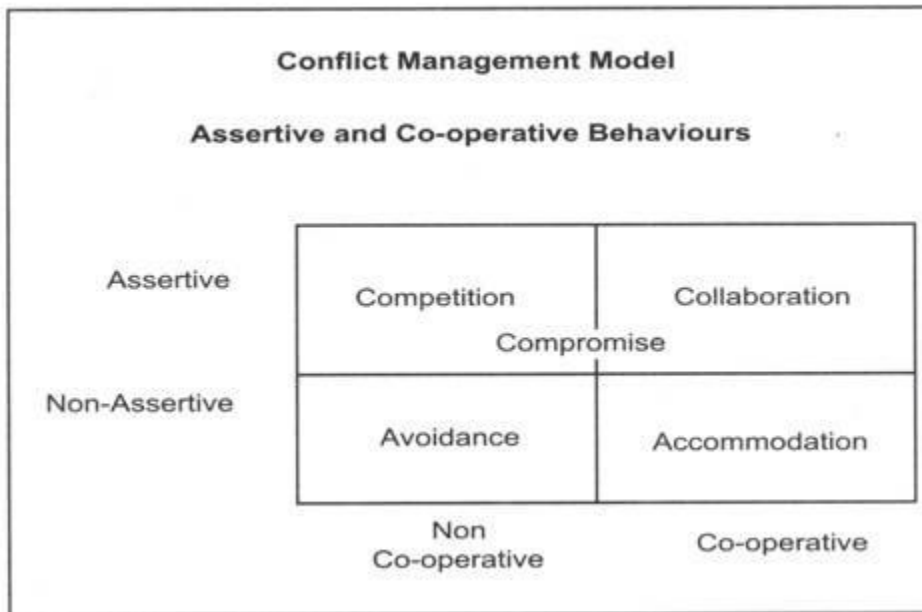 Conflict Management Model
Assertive and Co-operative Behaviours
Assertive
Competition
Collaboration
Compromise
Non-Assertive
Avoidance
Accommodation
Non
Co-operative
Co-operative